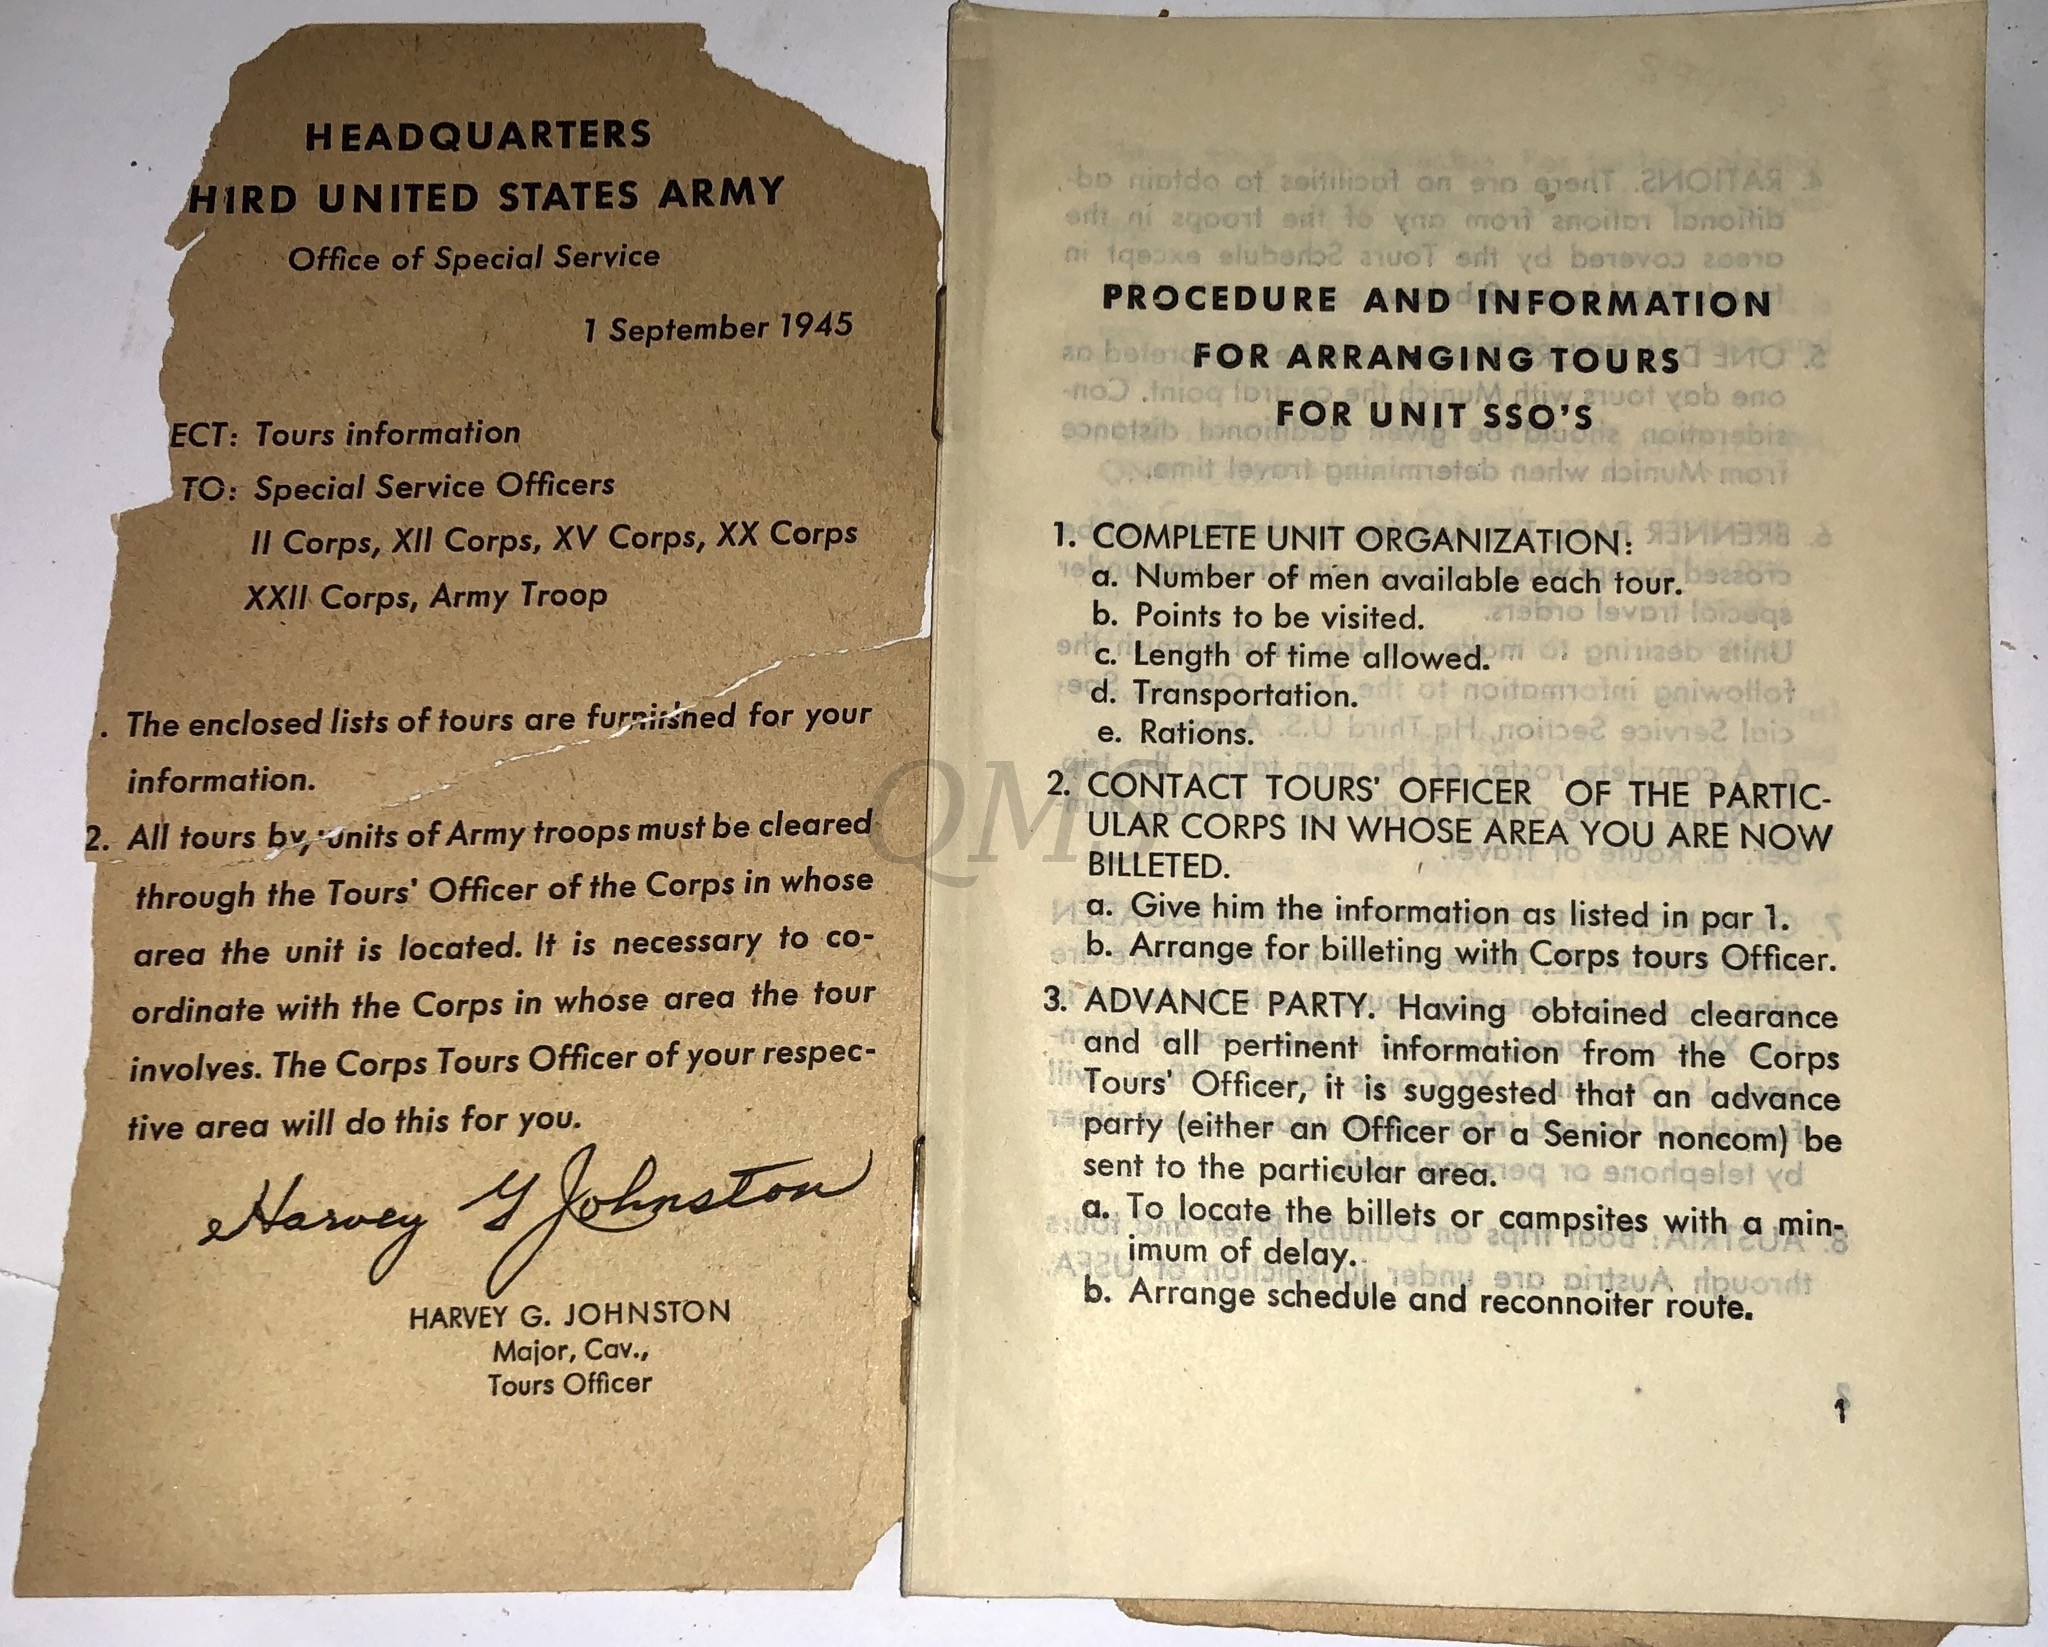 HEADQUARTERS
HIRD UNITED STATES ARMY
Office of Special Service
1 September 1945
ECT: Tours information
TO: Special Service Officers
II Corps, XII Corps, XV Corps, XX Corps
XXII Corps, Army Troop
. The enclosed lists of tours are furnished for your
information.
2. All tours by units of Army troops must be cleared
through the Tours' Officer of the Corps in whose
area the unit is located. It is necessary to co-
ordinate with the Corps in whose area the tour
involves. The Corps Tours Officer of your respec-
tive area will do this for you.
Harvey G Johnston
HARVEY G. JOHNSTON
Major, Cav.,
Tours Officer
PROCEDURE AND INFORMATION
FOR ARRANGING TOURS
FOR UNIT SSO'S
1. COMPLETE UNIT ORGANIZATION:
a. Number of men available each tour.
b. Points to be visited.
c. Length of time allowed.
d. Transportation.
e. Rations.
2. CONTACT TOURS' OFFICER OF THE PARTIC-
ULAR CORPS IN WHOSE AREA YOU ARE NOW
BILLETED.
a. Give him the information as listed in par 1.
b. Arrange for billeting with Corps tours Officer.
3. ADVANCE PARTY. Having obtained clearance
and all pertinent information from the Corps
Tours' Officer, it is suggested that an advance
party (either an Officer or a Senior noncom) be
sent to the particular area.
a. To locate the billets or campsites with a min-
imum of delay.
b. Arrange schedule and reconnoiter route.
1
QMS